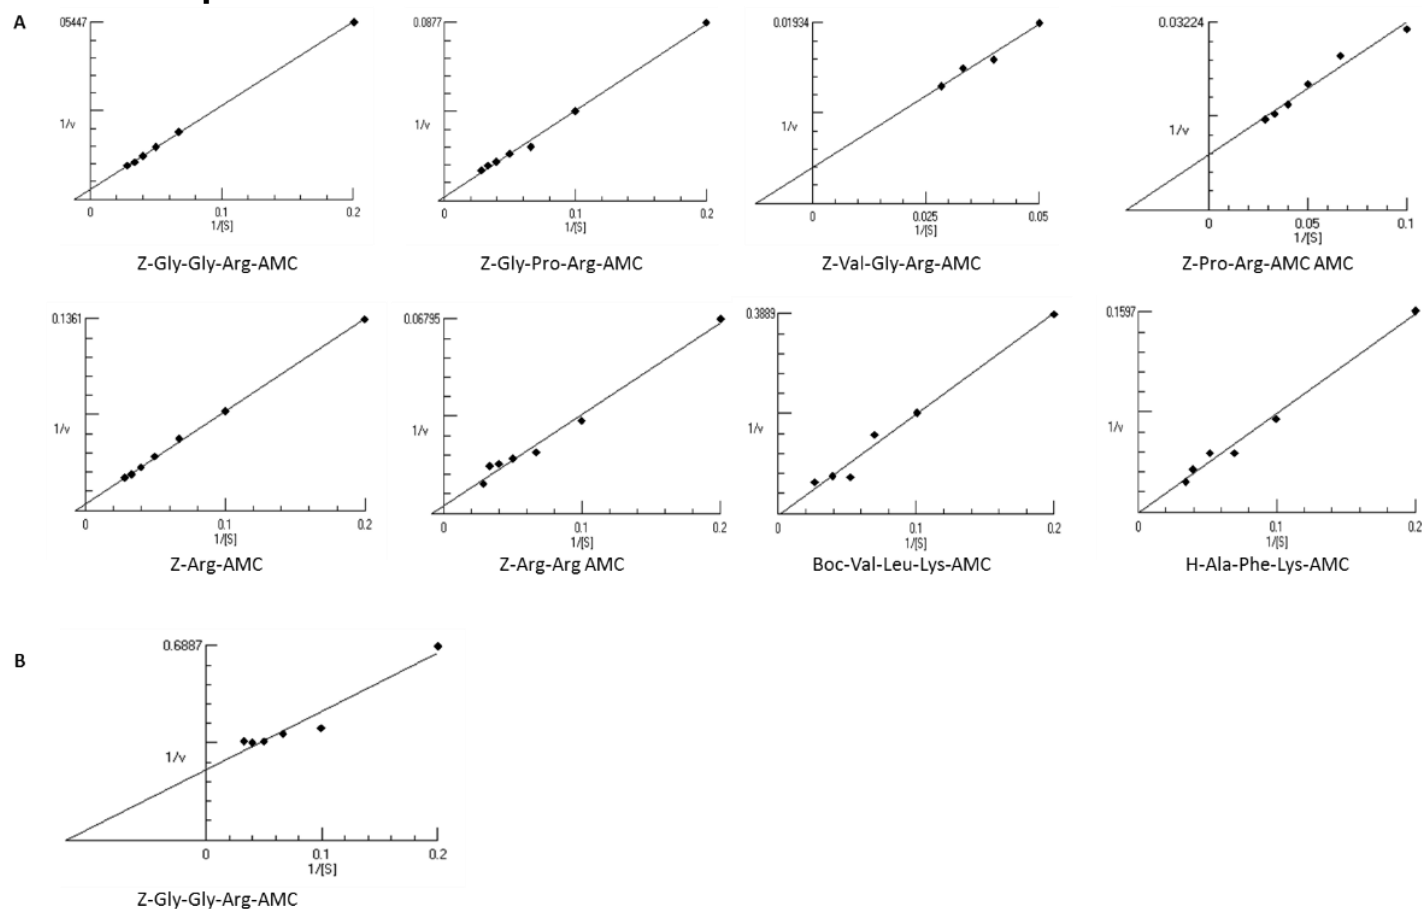 A
05447
1/v
0
0.1
0.2
1/[S]
Z-Gly-Gly-Arg-AMC
0.0877
1/v
0
0.1
0.2
1/[S]
Z-Gly-Pro-Arg-AMC
0.01934
1/v
0
0.025
0.05
1/[S]
Z-Val-Gly-Arg-AMC
0.03224
1/v
0
0.05
0.1
1/[S]
Z-Pro-Arg-AMC AMC
0.1361
1/v
0
0.1
0.2
1/[S]
Z-Arg-AMC
0.06795
1/v
0
0.1
0.2
1/[S]
Z-Arg-Arg AMC
0.3889
1/v
0
0.1
0.2
1/[S]
Boc-Val-Leu-Lys-AMC
0.1597
1/v
0
0.1
0.2
1/[S]
H-Ala-Phe-Lys-AMC
B
0.6887
1/v
0
0.1
0.2
1/[S]
Z-Gly-Gly-Arg-AMC